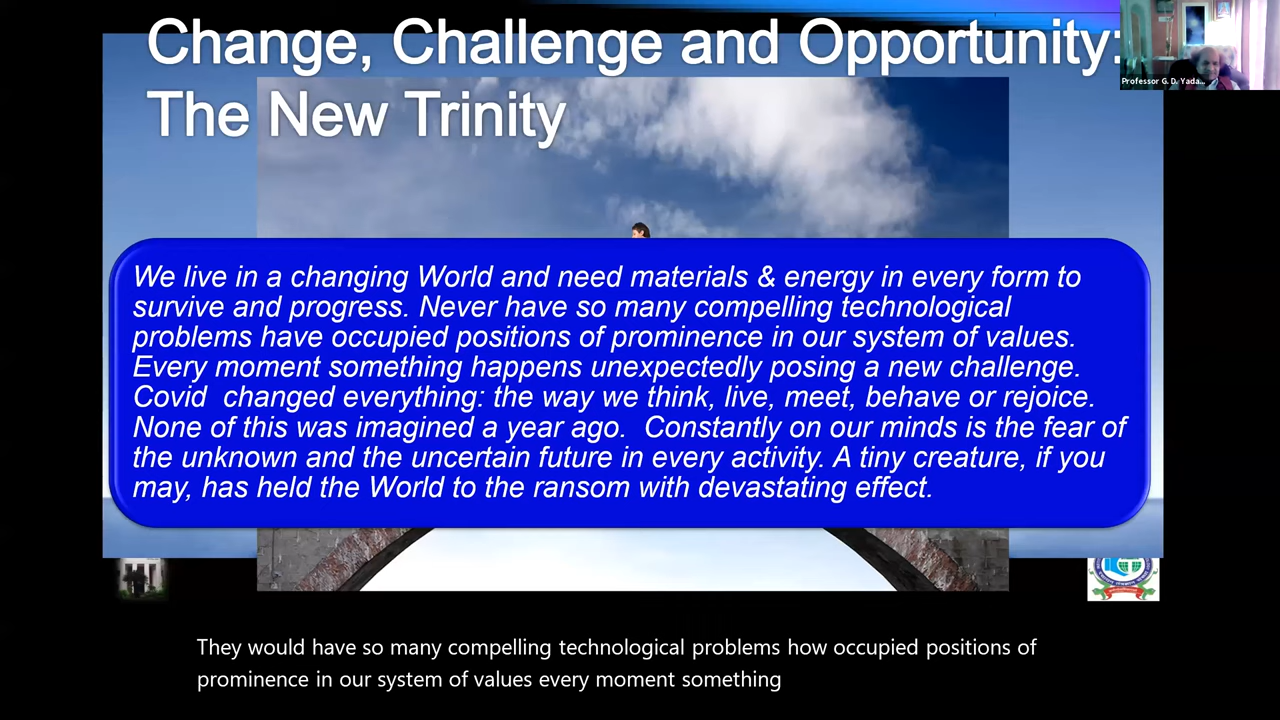 Change, Challenge and Opportunity:
The New Trinity
Professor G. D. Yada...
We live in a changing World and need materials & energy in every form to
survive and progress. Never have so many compelling technological
problems have occupied positions of prominence in our system of values.
Every moment something happens unexpectedly posing a new challenge.
Covid  changed everything: the way we think, live, meet, behave or rejoice.
None of this was imagined a year ago.  Constantly on our minds is the fear of
the unknown and the uncertain future in every activity. A tiny creature, if you
may, has held the World to the ransom with devastating effect.
They would have so many compelling technological problems how occupied positions of
prominence in our system of values every moment something